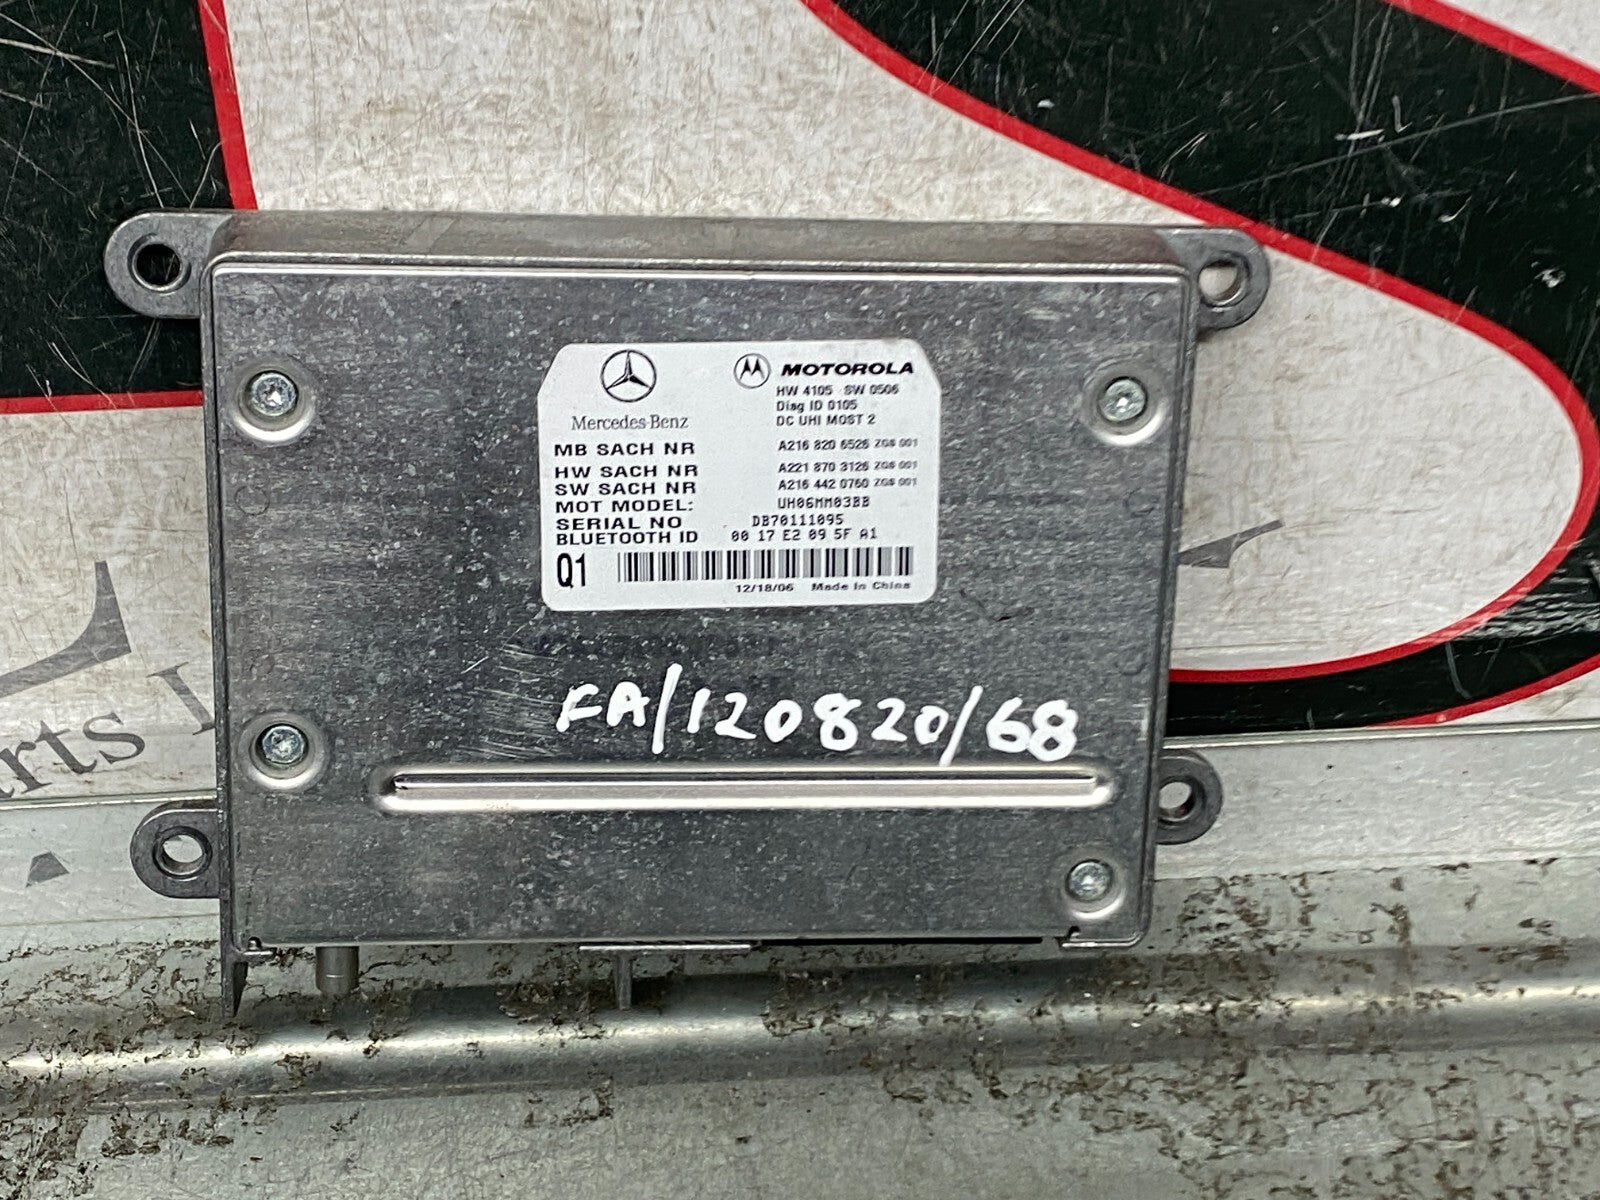 Mercedes-Benz
MOTOROLA
HW 4105 SW 0506
Diag ID 0105
DC UHI MOST 2
MB SACH NR A216 820 6526 ZGS 001
HW SACH NR A221 870 3126 ZGS 001
SW SACH NR A216 442 0760 ZGS 001
MOT MODEL: UH06MM03BB
SERIAL NO DB70111095
BLUETOOTH ID 00 17 E2 09 5F A1
Q1
12/18/06 Made In China
FA/120820/68